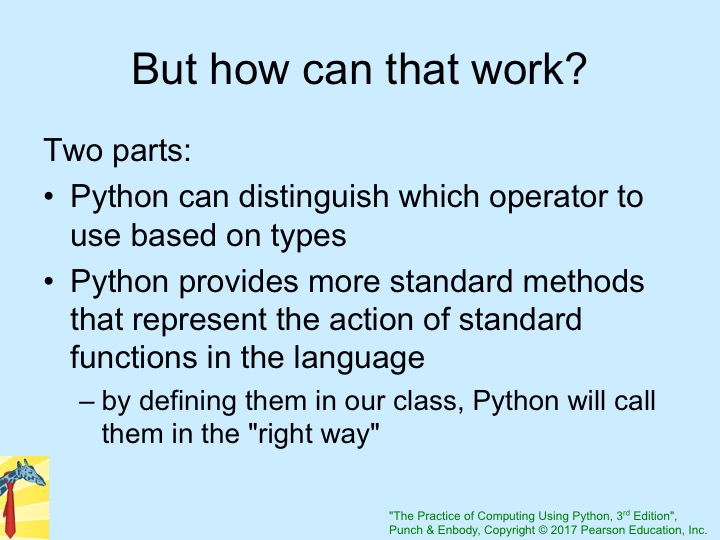 But how can that work?
Two parts:
• Python can distinguish which operator to
use based on types
• Python provides more standard methods
that represent the action of standard
functions in the language
– by defining them in our class, Python will call
them in the "right way"
"The Practice of Computing Using Python, 3rd Edition",
Punch & Enbody, Copyright © 2017 Pearson Education, Inc.